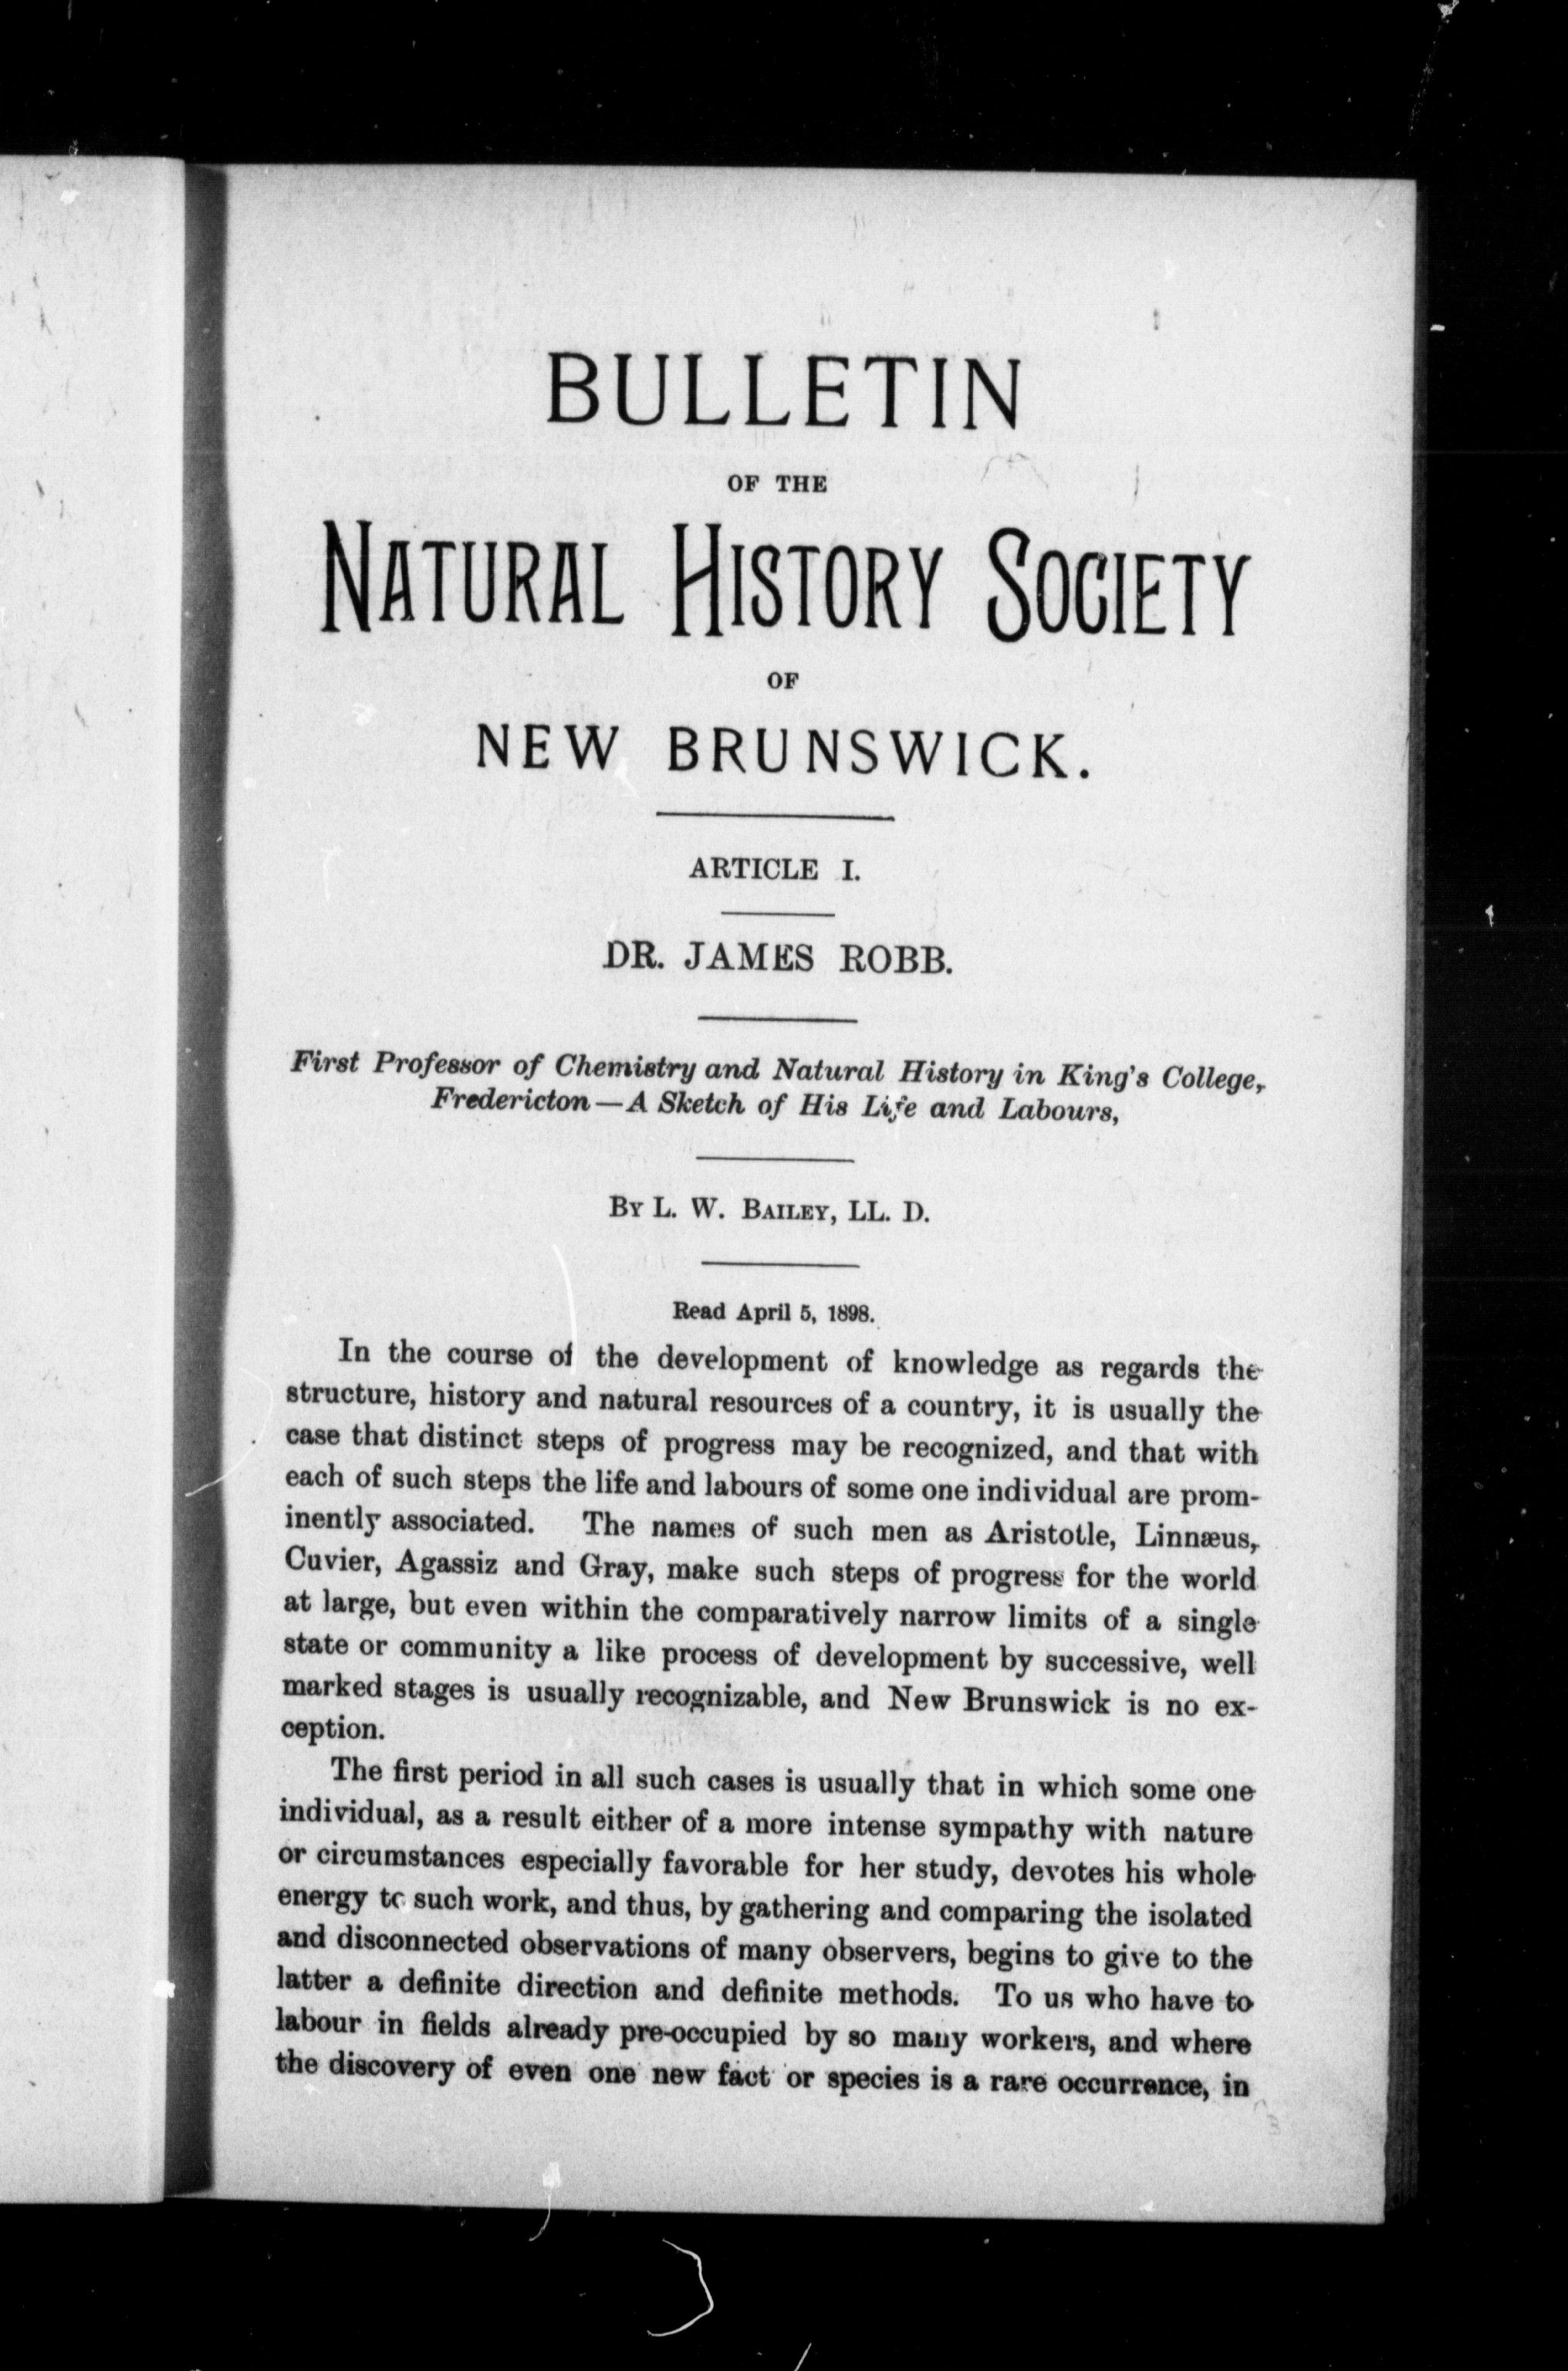 BULLETIN
OF THE
NATURAL HISTORY SOCIETY
OF
NEW BRUNSWICK.
ARTICLE I.
DR. JAMES ROBB.
First Professor of Chemistry and Natural History in King's College,
Fredericton—A Sketch of His Life and Labours,
By L. W. BAILEY, LL. D.
Read April 5, 1898.
In the course of the development of knowledge as regards the
structure, history and natural resources of a country, it is usually the
case that distinct steps of progress may be recognized, and that with
each of such steps the life and labours of some one individual are prom-
inently associated. The names of such men as Aristotle, Linnæus,
Cuvier, Agassiz and Gray, make such steps of progress for the world
at large, but even within the comparatively narrow limits of a single
state or community a like process of development by successive, well
marked stages is usually recognizable, and New Brunswick is no ex-
ception.
The first period in all such cases is usually that in which some one
individual, as a result either of a more intense sympathy with nature
or circumstances especially favorable for her study, devotes his whole
energy to such work, and thus, by gathering and comparing the isolated
and disconnected observations of many observers, begins to give to the
latter a definite direction and definite methods. To us who have to
labour in fields already pre-occupied by so many workers, and where
the discovery of even one new fact or species is a rare occurrence, in